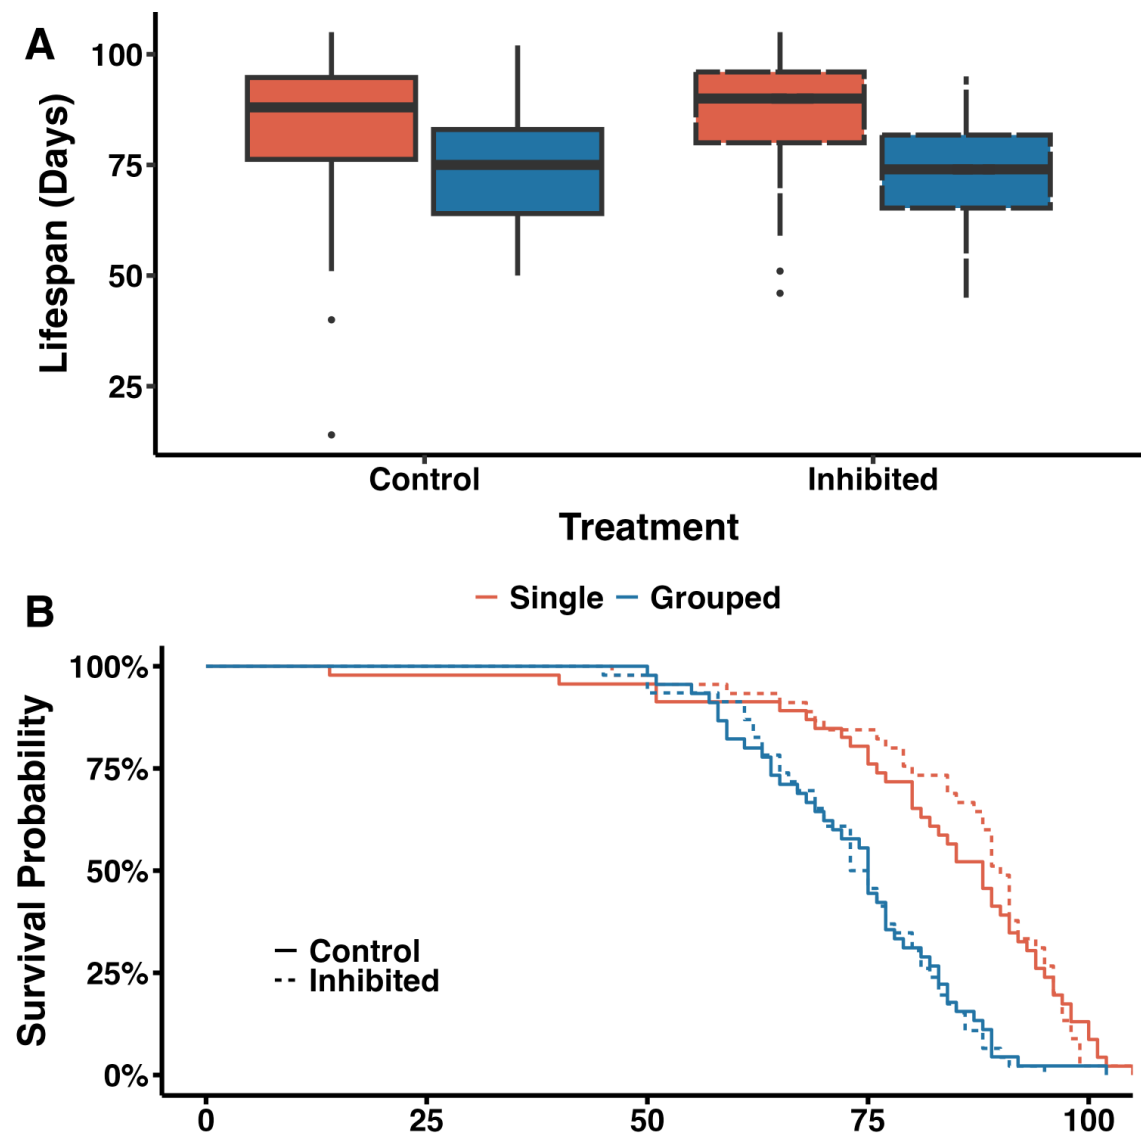 A
Lifespan (Days)
100
75
50
25
Control Inhibited
Treatment
Single Grouped
B
Survival Probability
100%
75%
50%
25%
0%
Control
Inhibited
0 25 50 75 100